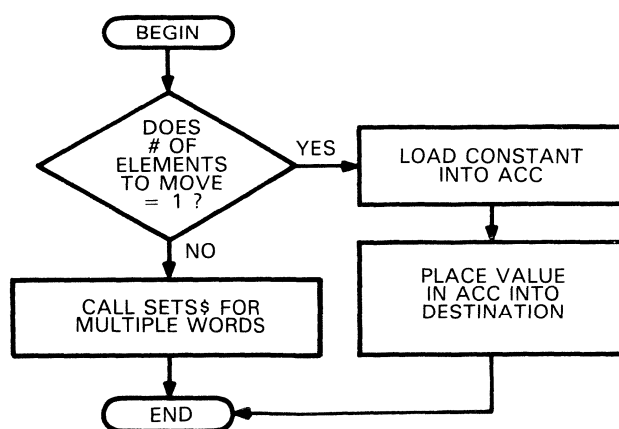 BEGIN
DOES
# OF
ELEMENTS
TO MOVE
= 1 ?
YES
LOAD CONSTANT
INTO ACC
NO
PLACE VALUE
IN ACC INTO
DESTINATION
CALL SETS$ FOR
MULTIPLE WORDS
END